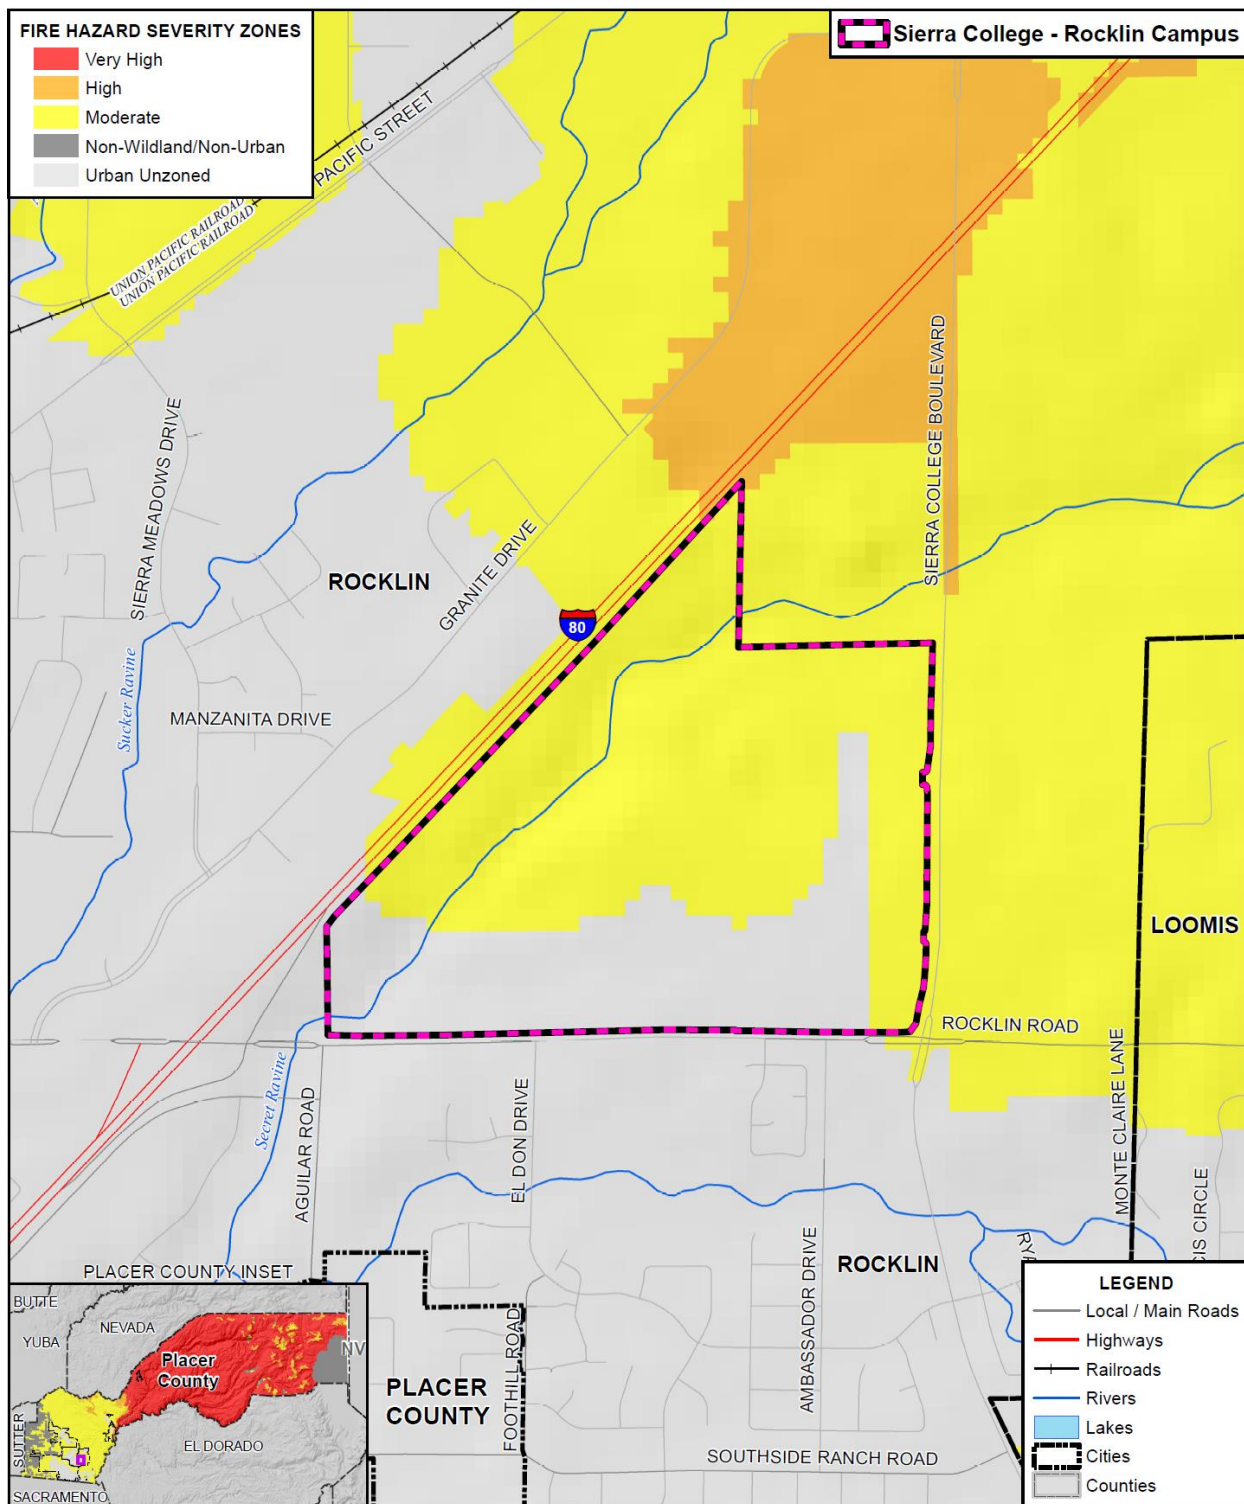 FIRE HAZARD SEVERITY ZONES
Very High
High
Moderate
Non-Wildland/Non-Urban
Urban Unzoned
Sierra College - Rocklin Campus
PACIFIC STREET
UNION PACIFIC RAILROAD
UNION PACIFIC RAILROAD
SIERRA MEADOWS DRIVE
SIERRA COLLEGE BOULEVARD
ROCKLIN
GRANITE DRIVE
80
Sucker Ravine
MANZANITA DRIVE
LOOMIS
ROCKLIN ROAD
Secret Ravine
AGUILAR ROAD
EL DON DRIVE
MONTE CLAIRE LANE
CIS CIRCLE
AMBASSADOR DRIVE
ROCKLIN
RY
PLACER COUNTY INSET
BUTTE
YUBA
NEVADA
Placer
County
NV
SUTTER
EL DORADO
SACRAMENTO
PLACER
COUNTY
FOOTHILL ROAD
SOUTHSIDE RANCH ROAD
LEGEND
Local / Main Roads
Highways
Railroads
Rivers
Lakes
Cities
Counties